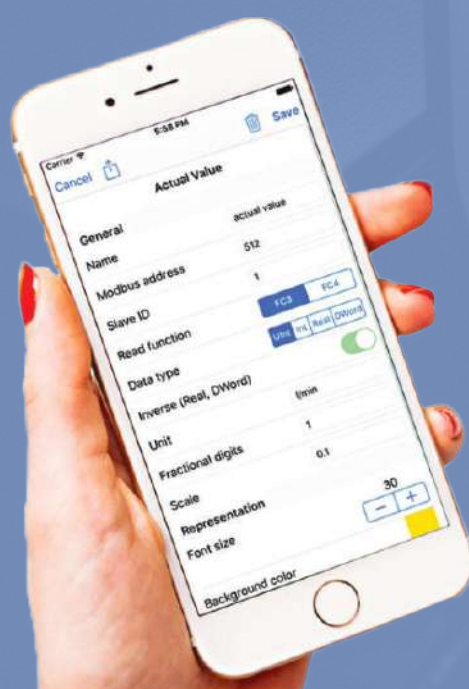 Carrier 5:58 PM
Cancel Actual Value Save
General
Name actual value
Modbus address 512
Slave ID 1
Read function FC3 FC4
Data type UInt Int Real DWord
Inverse (Real, DWord)
Unit l/min
Fractional digits 1
Scale 0.1
Representation
Font size 30 − +
Background color